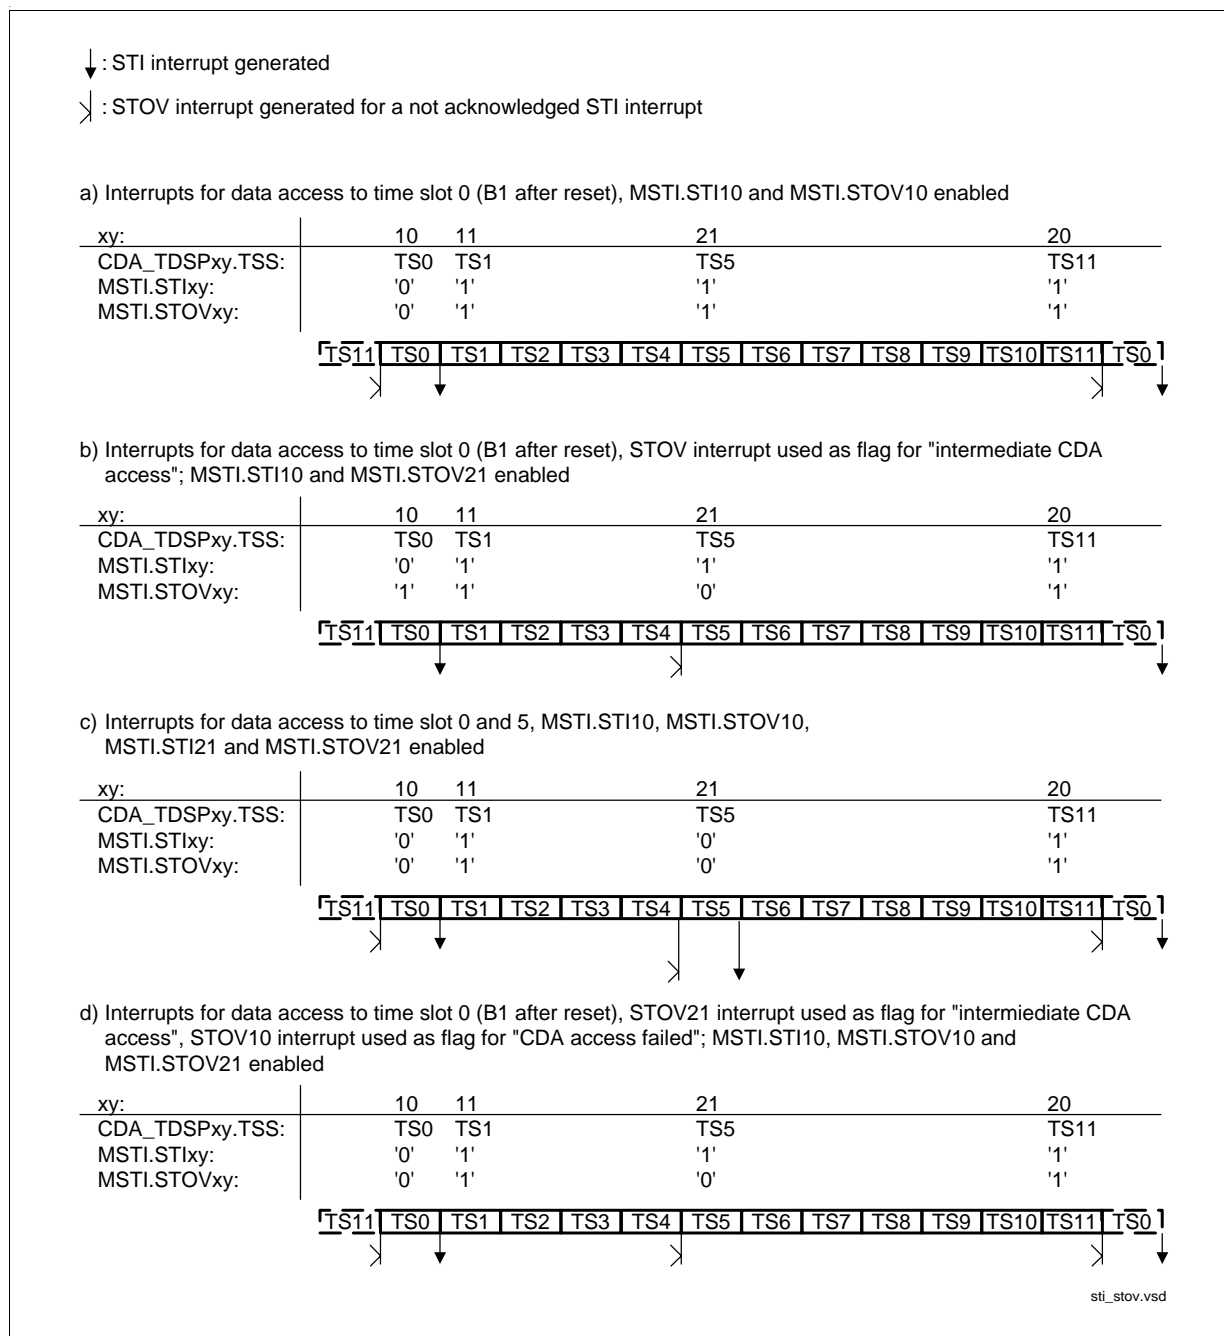 : STI interrupt generated
: STOV interrupt generated for a not acknowledged STI interrupt
a) Interrupts for data access to time slot 0 (B1 after reset), MSTI.STI10 and MSTI.STOV10 enabled
xy: 10 11 21 20
CDA_TDSPxy.TSS: TS0 TS1 TS5 TS11
MSTI.STIxy: '0' '1' '1' '1'
MSTI.STOVxy: '0' '1' '1' '1'
TS11 TS0 TS1 TS2 TS3 TS4 TS5 TS6 TS7 TS8 TS9 TS10 TS11 TS0
b) Interrupts for data access to time slot 0 (B1 after reset), STOV interrupt used as flag for "intermediate CDA
access"; MSTI.STI10 and MSTI.STOV21 enabled
xy: 10 11 21 20
CDA_TDSPxy.TSS: TS0 TS1 TS5 TS11
MSTI.STIxy: '0' '1' '1' '1'
MSTI.STOVxy: '1' '1' '0' '1'
TS11 TS0 TS1 TS2 TS3 TS4 TS5 TS6 TS7 TS8 TS9 TS10 TS11 TS0
c) Interrupts for data access to time slot 0 and 5, MSTI.STI10, MSTI.STOV10,
MSTI.STI21 and MSTI.STOV21 enabled
xy: 10 11 21 20
CDA_TDSPxy.TSS: TS0 TS1 TS5 TS11
MSTI.STIxy: '0' '1' '0' '1'
MSTI.STOVxy: '0' '1' '0' '1'
TS11 TS0 TS1 TS2 TS3 TS4 TS5 TS6 TS7 TS8 TS9 TS10 TS11 TS0
d) Interrupts for data access to time slot 0 (B1 after reset), STOV21 interrupt used as flag for "intermiediate CDA
access", STOV10 interrupt used as flag for "CDA access failed"; MSTI.STI10, MSTI.STOV10 and
MSTI.STOV21 enabled
xy: 10 11 21 20
CDA_TDSPxy.TSS: TS0 TS1 TS5 TS11
MSTI.STIxy: '0' '1' '1' '1'
MSTI.STOVxy: '0' '1' '0' '1'
TS11 TS0 TS1 TS2 TS3 TS4 TS5 TS6 TS7 TS8 TS9 TS10 TS11 TS0
sti_stov.vsd